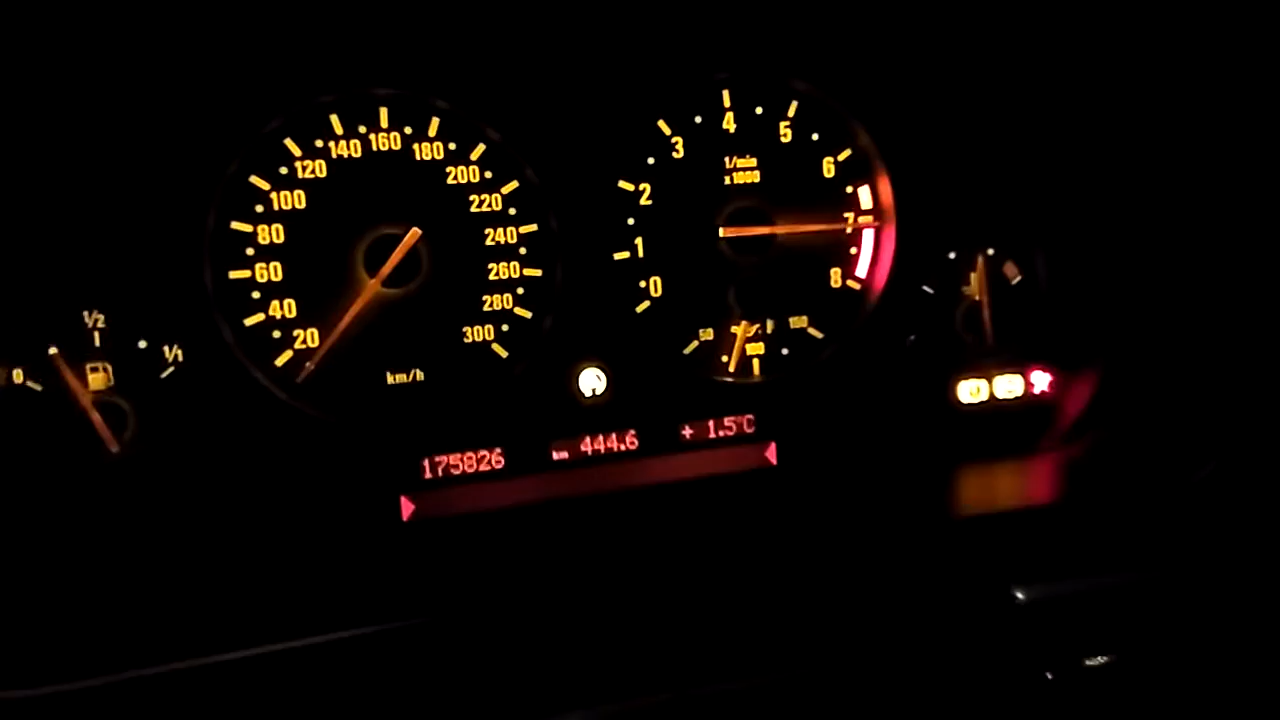 20 40 60 80 100 120 140 160 180 200 220 240 260 280 300
km/h
0 1/2 1/1
0 1 2 3 4 5 6 7 8
1/min
x1000
50 100 150
175826 km 444.6 + 1.5°C